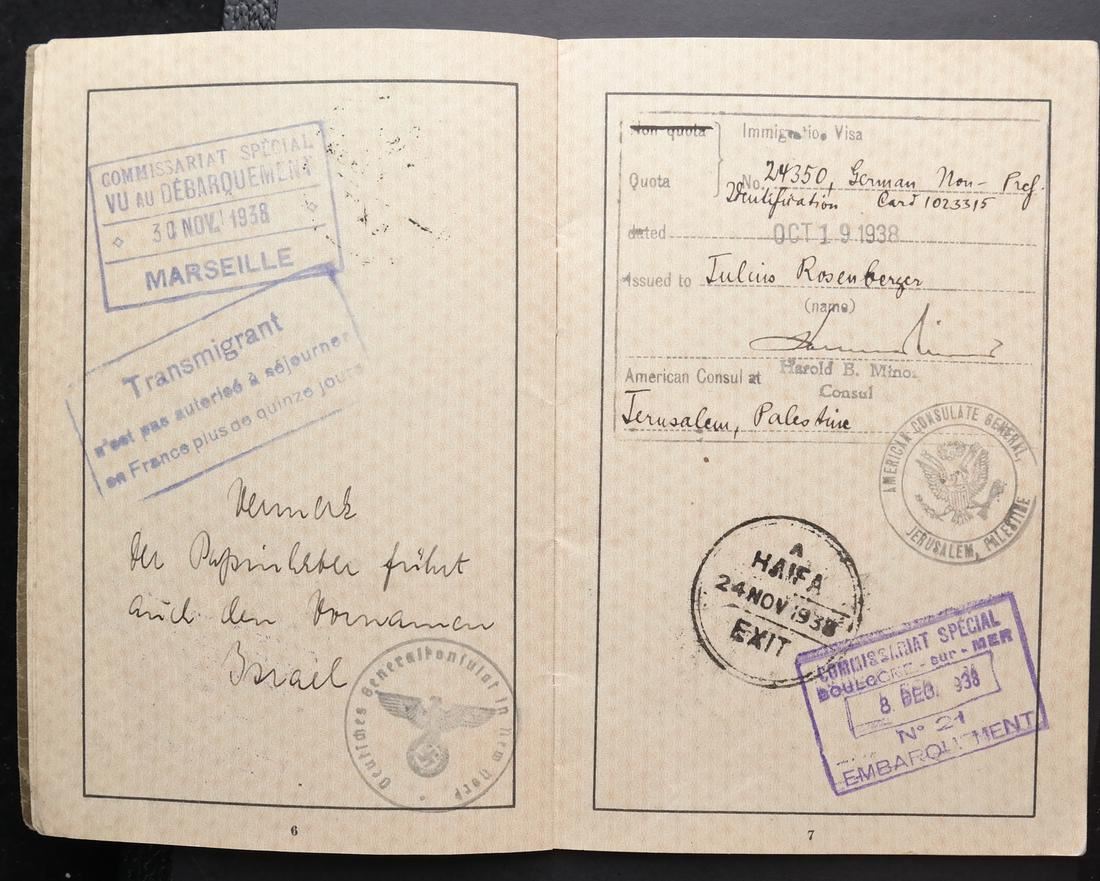 COMMISSARIAT SPÉCIAL
VU AU DÉBARQUEMENT
30 NOV. 1938
MARSEILLE
Transmigrant
n'est pas autorisé à séjourner
en France plus de quinze jours
Vermerk
Der Passinhaber führt
auch den Vornamen
Israel
Deutsches Generalkonsulat in New York
6
Non quota
Immigration Visa
Quota
No. 24350, German Non-Pref.
Identification Card 1023315
dated OCT 19 1938
Issued to Julius Rosenberger
(name)
Harold B. Minor
American Consul at
Consul
Jerusalem, Palestine
AMERICAN CONSULATE GENERAL,
JERUSALEM, PALESTINE
A
HAIFA
24 NOV 1938
EXIT
COMMISSARIAT SPÉCIAL
BOULOGNE-sur-MER
8 DEC. 938
N° 21
EMBARQUEMENT
7